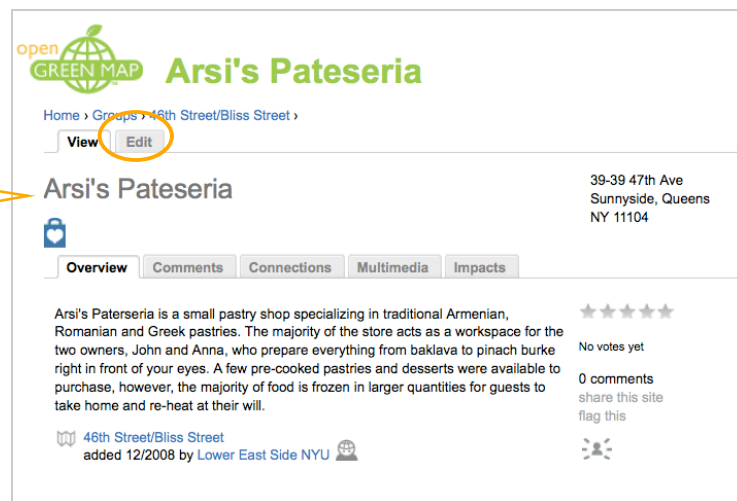 open
GREEN MAP
Arsi's Pateseria
Home › Groups › 46th Street/Bliss Street ›
View Edit
Arsi's Pateseria
39-39 47th Ave
Sunnyside, Queens
NY 11104
Overview Comments Connections Multimedia Impacts
Arsi's Paterseria is a small pastry shop specializing in traditional Armenian,
Romanian and Greek pastries. The majority of the store acts as a workspace for the
two owners, John and Anna, who prepare everything from baklava to pinach burke
right in front of your eyes. A few pre-cooked pastries and desserts were available to
purchase, however, the majority of food is frozen in larger quantities for guests to
take home and re-heat at their will.
46th Street/Bliss Street
added 12/2008 by Lower East Side NYU
No votes yet
0 comments
share this site
flag this